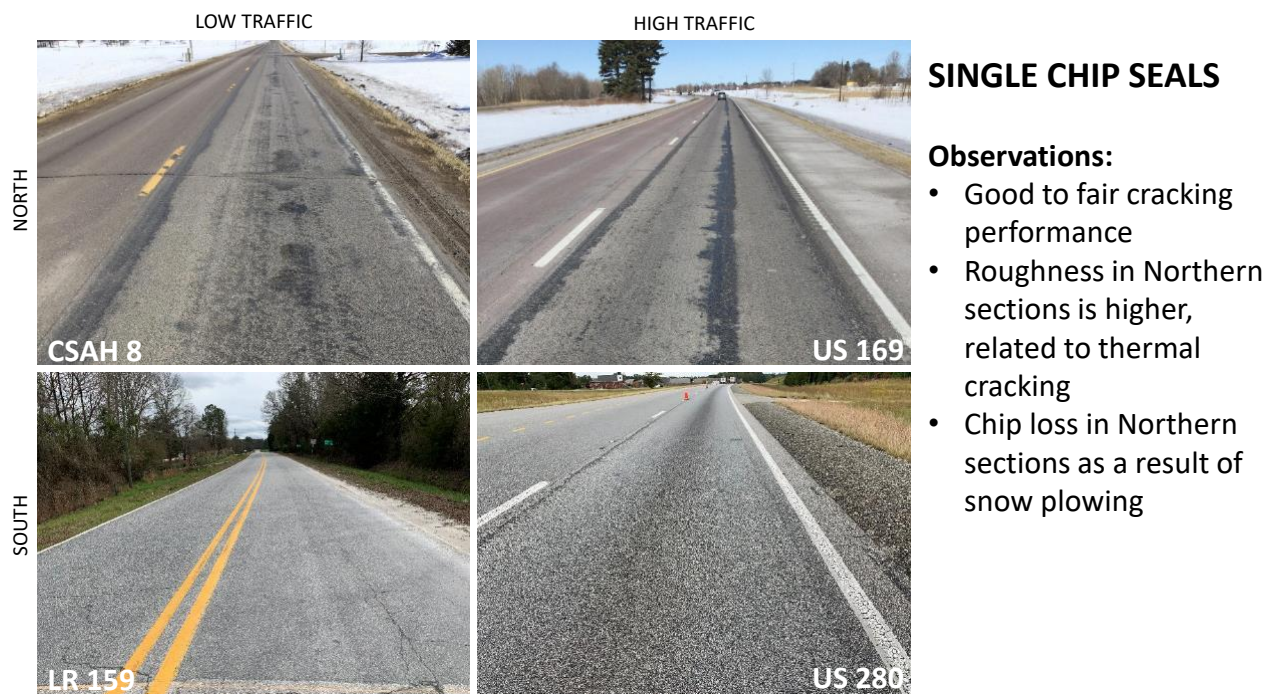 LOW TRAFFIC
HIGH TRAFFIC
NORTH
SOUTH
CSAH 8
US 169
LR 159
US 280
SINGLE CHIP SEALS
Observations:
• Good to fair cracking
performance
• Roughness in Northern
sections is higher,
related to thermal
cracking
• Chip loss in Northern
sections as a result of
snow plowing